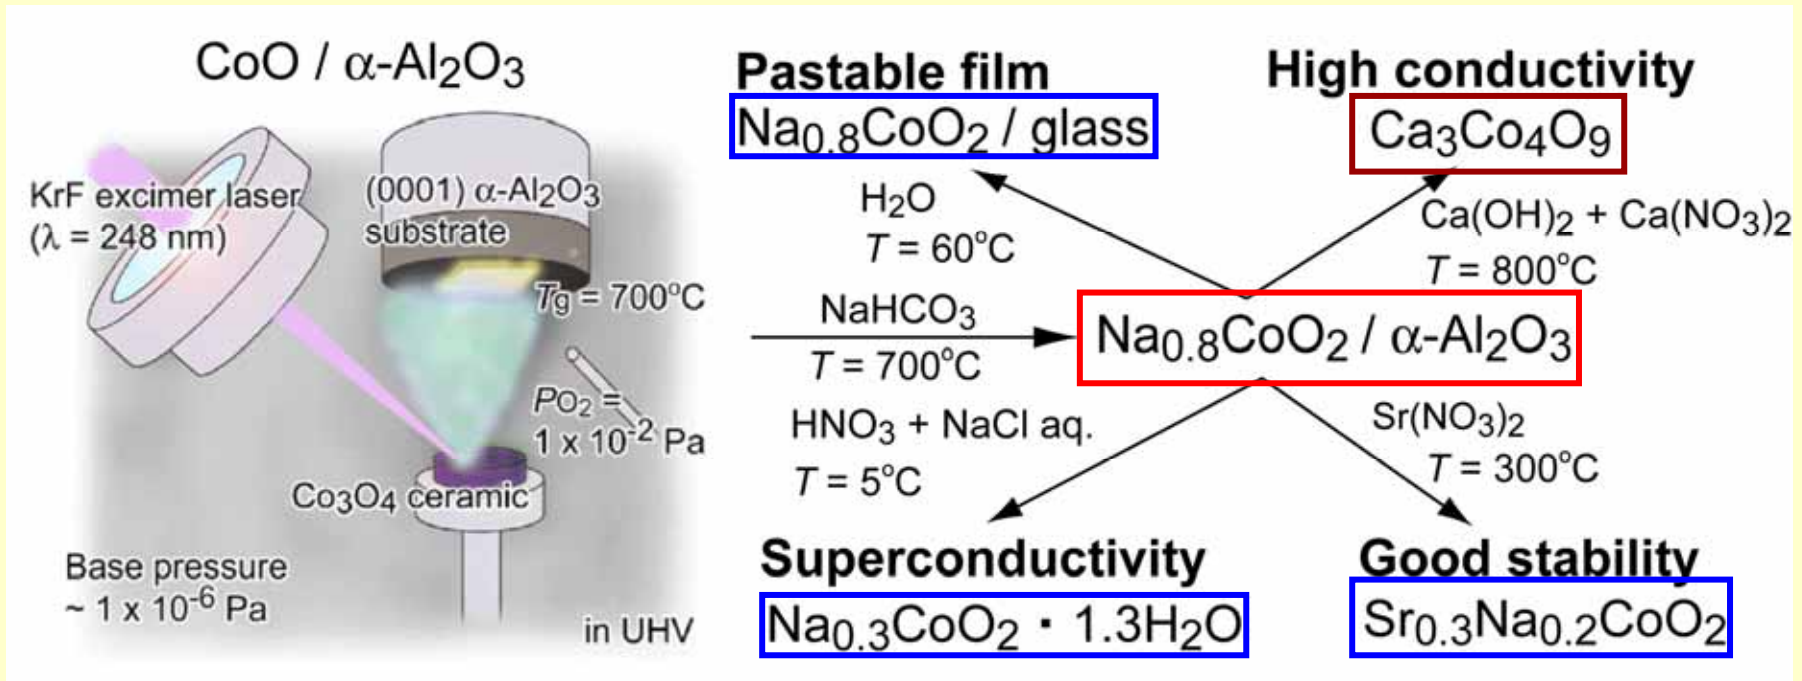 CoO / α-Al2O3
KrF excimer laser
(λ = 248 nm)
(0001) α-Al2O3
substrate
Tg = 700°C
PO2 =
1 x 10-2 Pa
Co3O4 ceramic
Base pressure
~ 1 x 10-6 Pa
in UHV
Pastable film
Na0.8CoO2 / glass
H2O
T = 60°C
High conductivity
Ca3Co4O9
Ca(OH)2 + Ca(NO3)2
T = 800°C
NaHCO3
T = 700°C
Na0.8CoO2 / α-Al2O3
HNO3 + NaCl aq.
T = 5°C
Superconductivity
Na0.3CoO2 · 1.3H2O
Sr(NO3)2
T = 300°C
Good stability
Sr0.3Na0.2CoO2